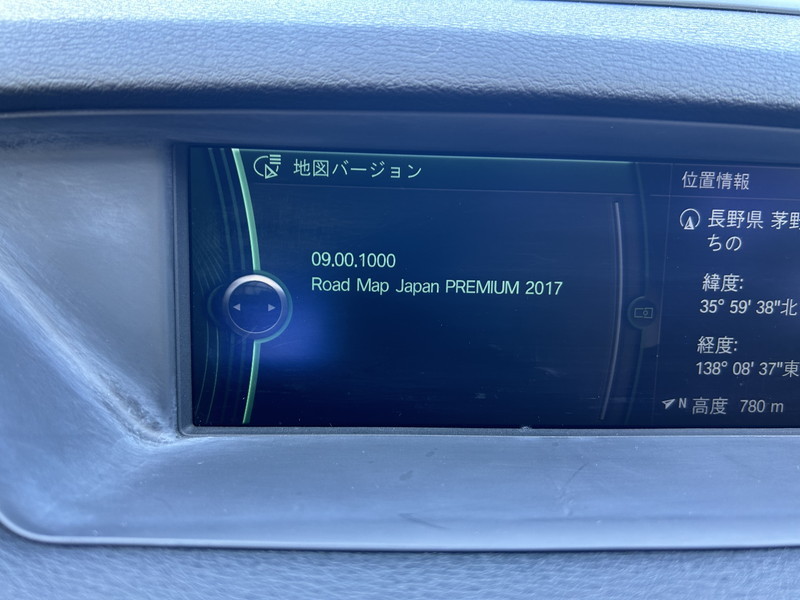 地図バージョン
09.00.1000
Road Map Japan PREMIUM 2017
位置情報
長野県 茅野
ちの
緯度:
35° 59' 38"北
経度:
138° 08' 37"東
N 高度 780 m